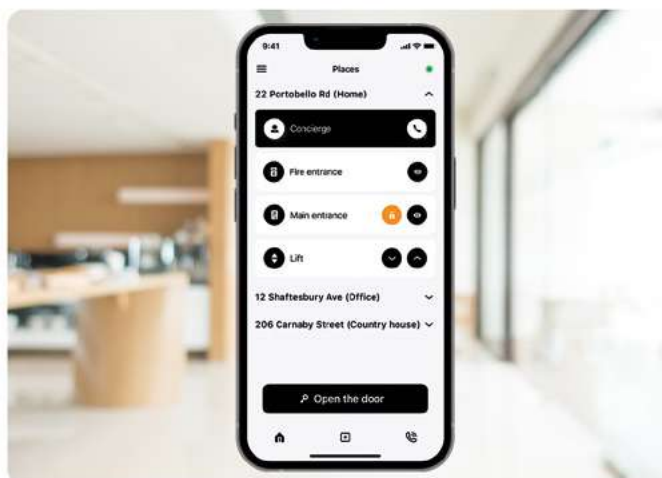 9:41
Places
22 Portobello Rd (Home)
Concierge
Fire entrance
Main entrance
Lift
12 Shaftesbury Ave (Office)
206 Carnaby Street (Country house)
Open the door